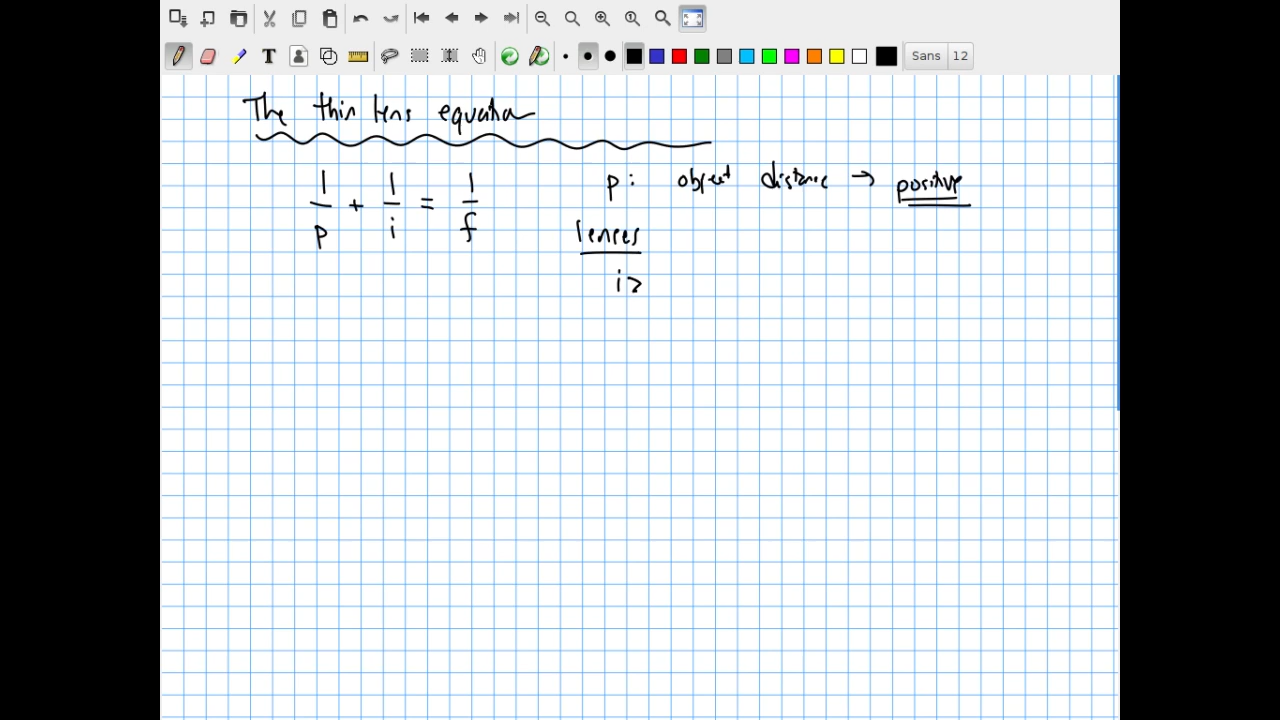 Sans 12
The thin lens equation
1/p + 1/i = 1/f
p: object distance → positive
lenses
i>